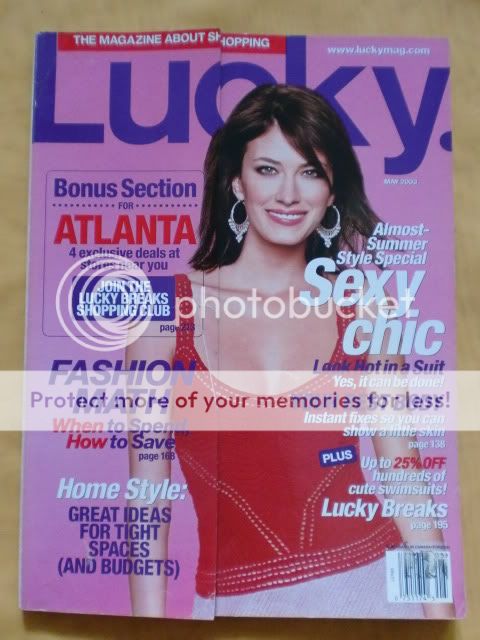 THE MAGAZINE ABOUT SHOPPING
www.luckymag.com
Lucky.
MAY 2003
Bonus Section
FOR
ATLANTA
4 exclusive deals at
stores near you
JOIN THE
LUCKY BREAKS
SHOPPING CLUB
page 213
Almost-
Summer
Style Special
Sexy
chic
Look Hot in a Suit
Yes, it can be done!
Instant fixes so you can
show a little skin
page 138
FASHION
MATH
When to Spend,
How to Save
page 168
PLUS
Up to 25% OFF
hundreds of
cute swimsuits!
Lucky Breaks
page 195
Home Style:
GREAT IDEAS
FOR TIGHT
SPACES
(AND BUDGETS)
photobucket
Protect more of your memories for less!